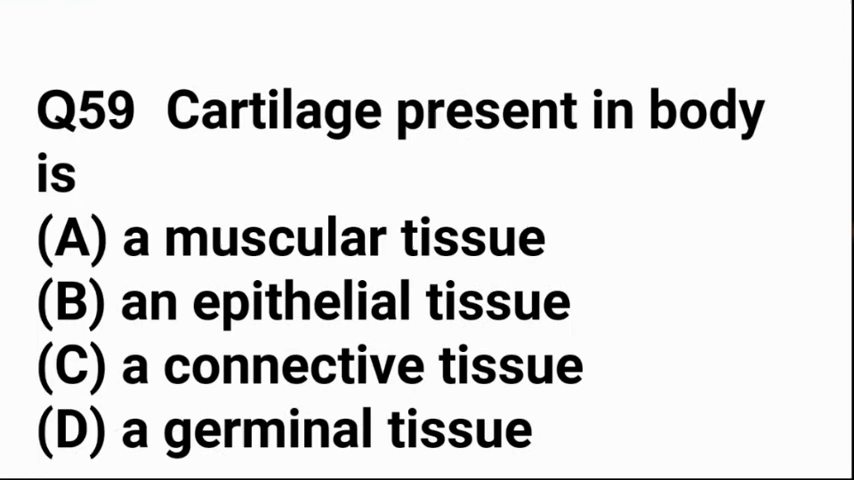 Q59 Cartilage present in body
is
(A) a muscular tissue
(B) an epithelial tissue
(C) a connective tissue
(D) a germinal tissue